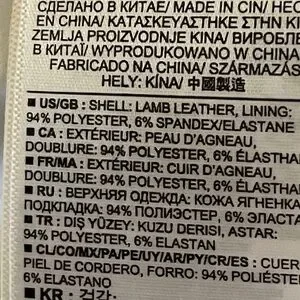 CДЕЛАНО В КИТАЕ/ MADE IN CIN/ HEC
EN CHINA/ ΚΑΤΑΣΚΕΥΑΣΤΗΚΕ ΣΤΗΝ Κ
ZEMLJA PROIZVODNJE KINA/ ВИРОБЛЕ
В КИТАЇ/ WYPRODUKOWANO W CHINA
FABRICADO NA CHINA/ SZÁRMAZÁS
HELY: KÍNA/ 中國製造
■ US/GB : SHELL: LAMB LEATHER, LINING:
94% POLYESTER, 6% SPANDEX/ELASTANE
■ CA : EXTÉRIEUR: PEAU D'AGNEAU,
DOUBLURE: 94% POLYESTER, 6% ÉLASTHA
■ FR/MA : EXTÉRIEUR: CUIR D'AGNEAU,
DOUBLURE: 94% POLYESTER, 6% ÉLASTHA
■ RU : ВЕРХНЯЯ ОДЕЖДА: КОЖА ЯГНЕНКА
ПОДКЛАДКА: 94% ПОЛИЭСТЕР, 6% ЭЛАСТА
■ TR : DIŞ YÜZEY: KUZU DERISI, ASTAR:
94% POLYESTER, 6% ELASTAN
■ CL/CO/MX/PA/PE/UY/AR/PY/CR/ES : CUER
PIEL DE CORDERO, FORRO: 94% POLIÉST
6% ELASTANO
■ KR : 겉감: